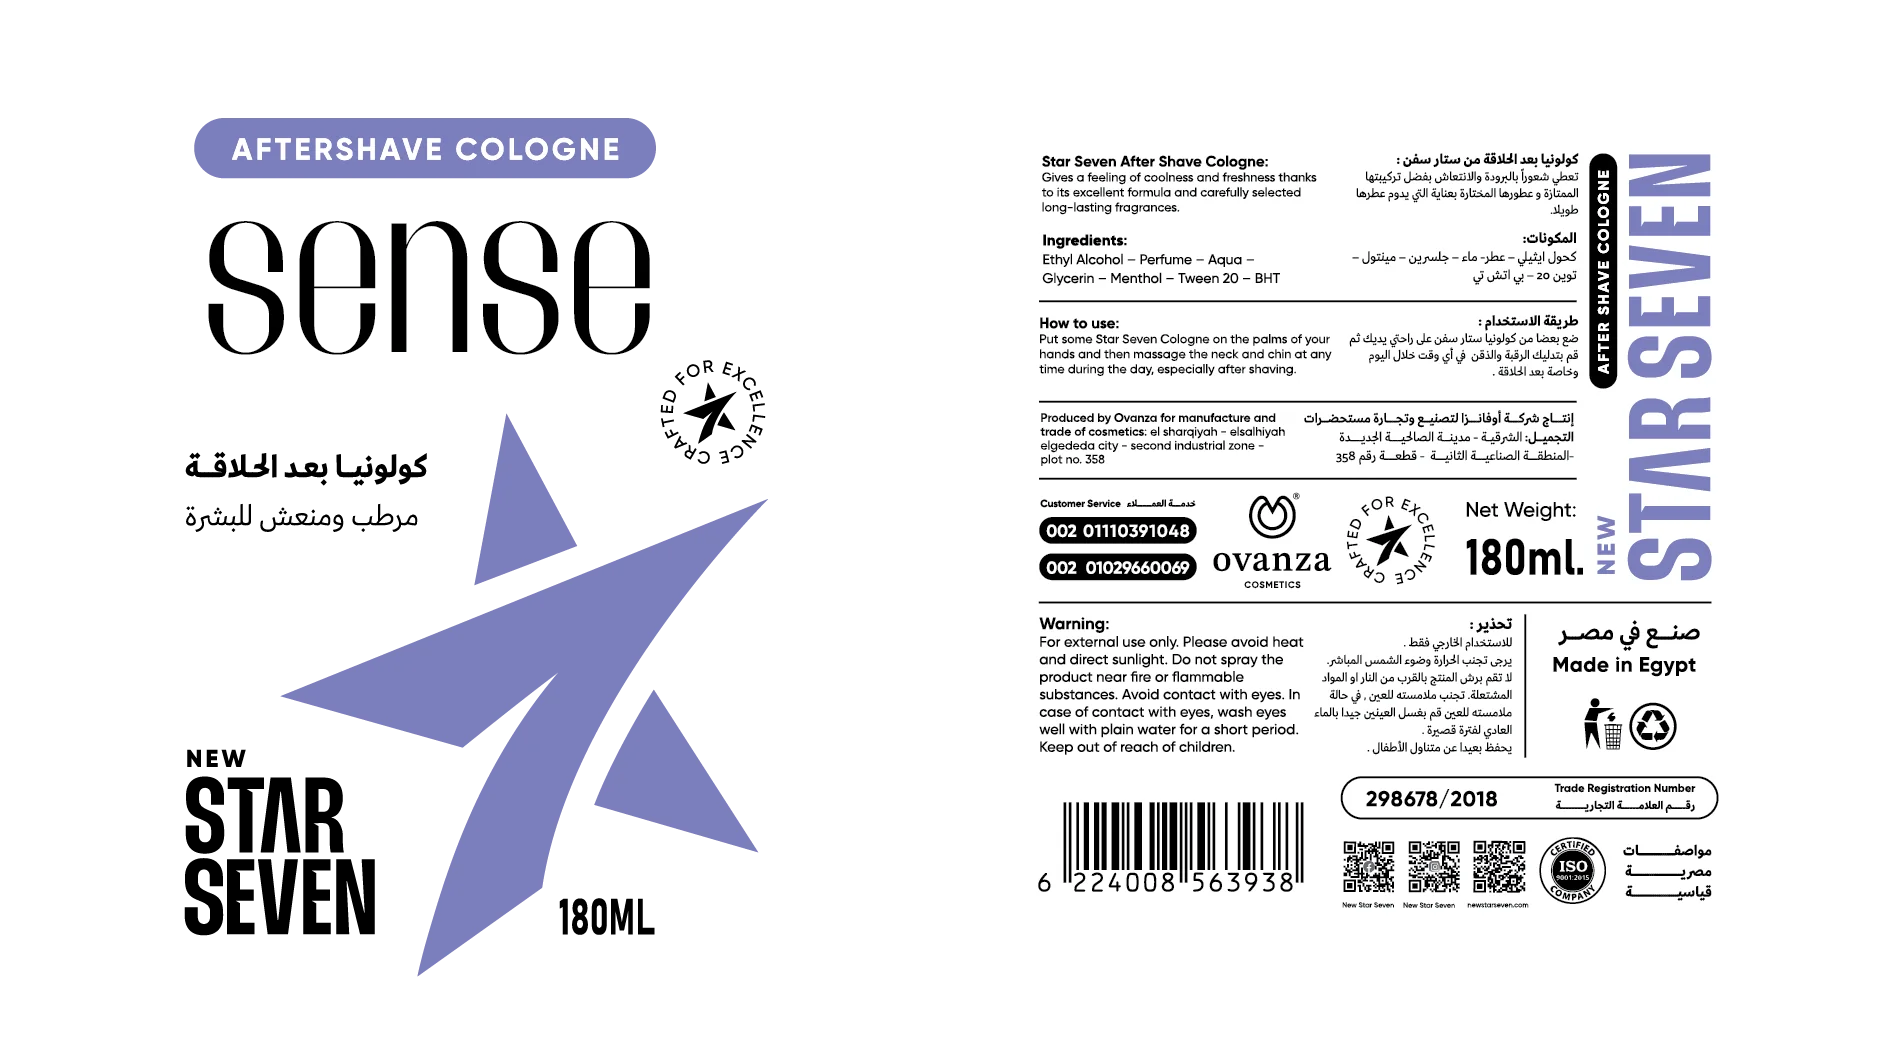 AFTERSHAVE COLOGNE
sense
CRAFTED FOR EXCELLENCE
كولونيا بعد الحلاقة
مرطب ومنعش للبشرة
NEW
STAR
SEVEN
180ML
Star Seven After Shave Cologne:
Gives a feeling of coolness and freshness thanks
to its excellent formula and carefully selected
long-lasting fragrances.
كولونيا بعد الحلاقة من ستار سفن :
تعطي شعوراً بالبرودة والانتعاش بفضل تركيبتها
الممتازة و عطورها المختارة بعناية التي يدوم عطرها
طويلا.
Ingredients:
Ethyl Alcohol – Perfume – Aqua –
Glycerin – Menthol – Tween 20 – BHT
المكونات:
كحول ايثيلي – عطر- ماء – جلسرين – مينتول –
توين 20 – بي اتش تي
How to use:
Put some Star Seven Cologne on the palms of your
hands and then massage the neck and chin at any
time during the day, especially after shaving.
طريقة الاستخدام :
ضع بعضا من كولونيا ستار سفن على راحتي يديك ثم
قم بتدليك الرقبة والذقن في أي وقت خلال اليوم
وخاصة بعد الحلاقة .
Produced by Ovanza for manufacture and
trade of cosmetics: el sharqiyah - elsalhiyah
elgededa city - second industrial zone -
plot no. 358
إنتاج شركة أوفانزا لتصنيع وتجارة مستحضرات
التجميل: الشرقية - مدينة الصالحية الجديدة
-المنطقة الصناعية الثانية - قطعة رقم 358
Customer Service خدمة العملاء
002 01110391048
002 01029660069
ovanza
COSMETICS
®
CRAFTED FOR EXCELLENCE
Net Weight:
180ml.
AFTER SHAVE COLOGNE
NEW
STAR SEVEN
Warning:
For external use only. Please avoid heat
and direct sunlight. Do not spray the
product near fire or flammable
substances. Avoid contact with eyes. In
case of contact with eyes, wash eyes
well with plain water for a short period.
Keep out of reach of children.
تحذير :
للاستخدام الخارجي فقط .
يرجى تجنب الحرارة وضوء الشمس المباشر.
لا تقم برش المنتج بالقرب من النار او المواد
المشتعلة. تجنب ملامسته للعين , في حالة
ملامسته للعين قم بغسل العينين جيدا بالماء
العادي لفترة قصيرة .
يحفظ بعيدا عن متناول الأطفال .
صنع في مصر
Made in Egypt
298678/2018
Trade Registration Number
رقم العلامة التجارية
6 224008 563938
New Star Seven
New Star Seven
newstarseven.com
CERTIFIED
ISO
9001:2015
COMPANY
مواصفات
مصرية
قياسية